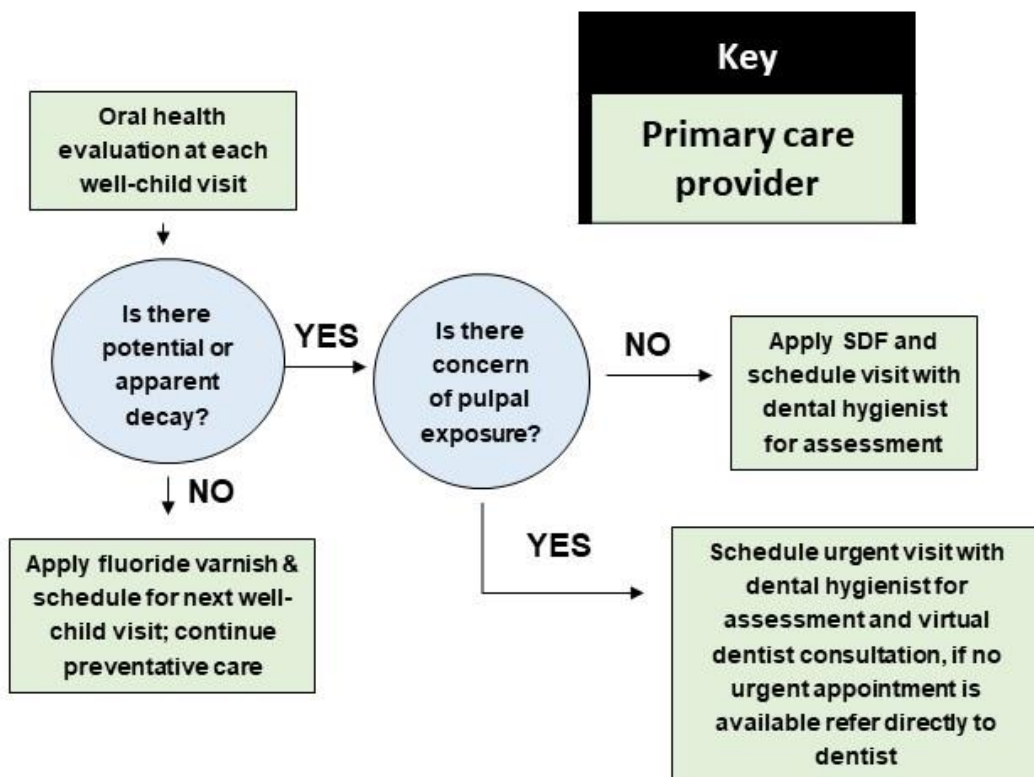 Key
Primary care
provider
Oral health
evaluation at each
well-child visit
Is there
potential or
apparent
decay?
YES
Is there
concern
of pulpal
exposure?
NO
Apply SDF and
schedule visit with
dental hygienist
for assessment
NO
Apply fluoride varnish &
schedule for next well-
child visit; continue
preventative care
YES
Schedule urgent visit with
dental hygienist for
assessment and virtual
dentist consultation, if no
urgent appointment is
available refer directly to
dentist